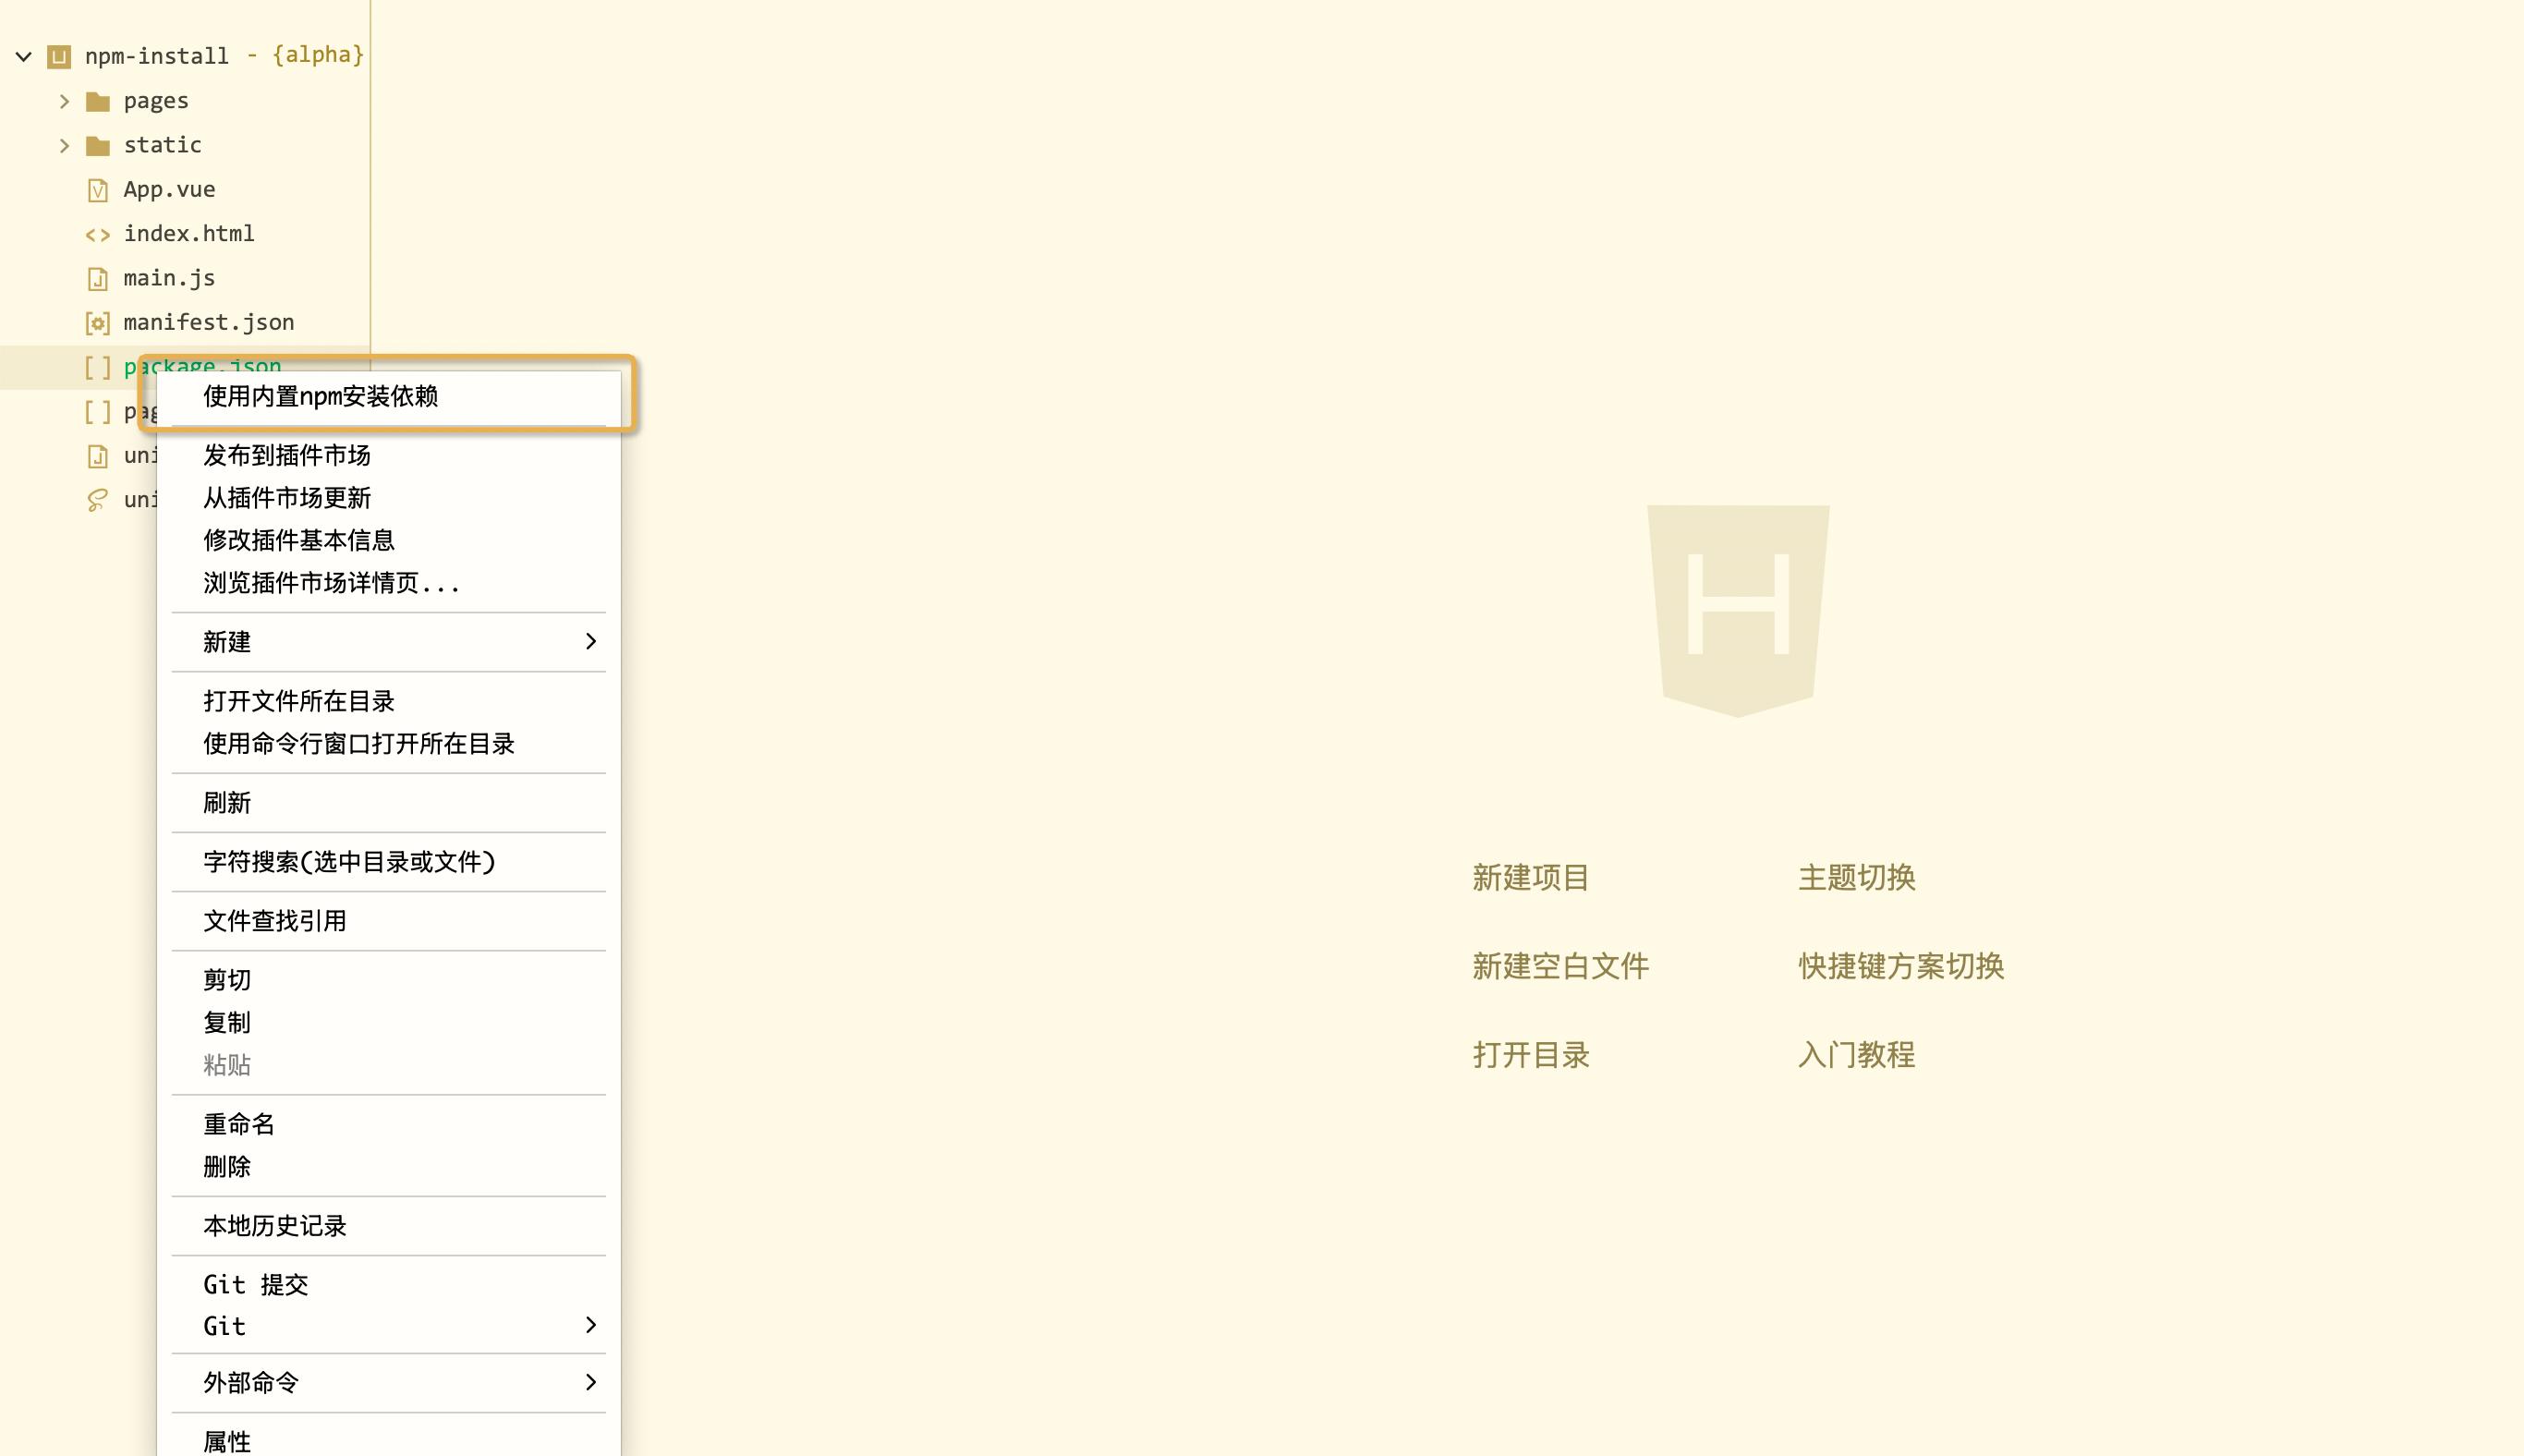 npm-install - {alpha}
pages
static
App.vue
index.html
main.js
manifest.json
package.json
使用内置npm安装依赖
发布到插件市场
从插件市场更新
修改插件基本信息
浏览插件市场详情页...
新建
打开文件所在目录
使用命令行窗口打开所在目录
刷新
字符搜索(选中目录或文件)
文件查找引用
剪切
复制
粘贴
重命名
删除
本地历史记录
Git 提交
Git
外部命令
属性
H
新建项目 主题切换
新建空白文件 快捷键方案切换
打开目录 入门教程